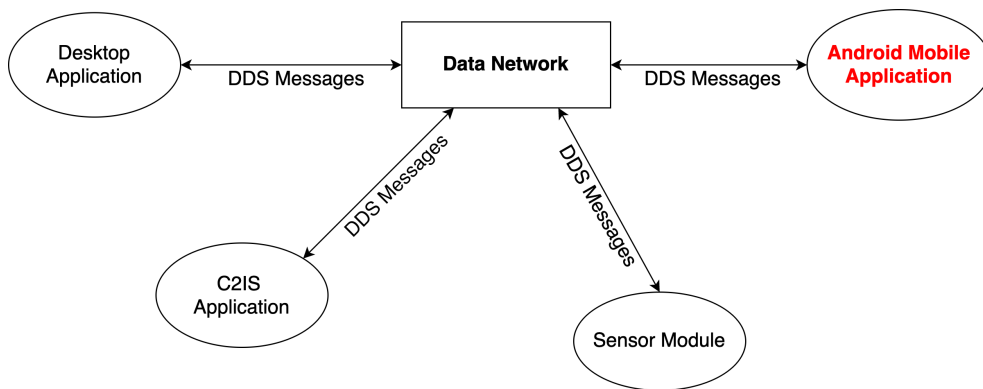 Desktop
Application
DDS Messages
Data Network
DDS Messages
Android Mobile
Application
DDS Messages
DDS Messages
C2IS
Application
Sensor Module